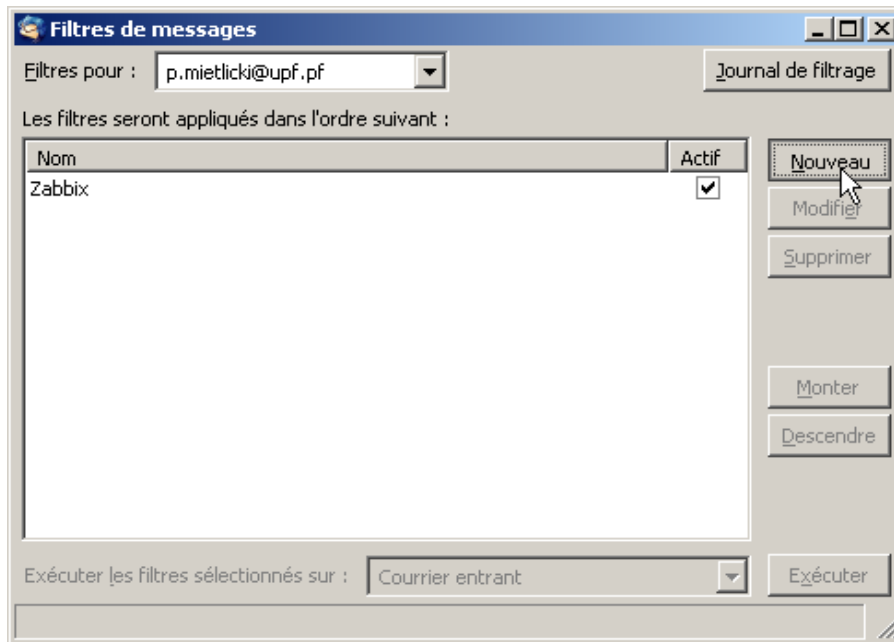 Filtres de messages
Filtres pour : p.mietlicki@upf.pf Journal de filtrage
Les filtres seront appliqués dans l'ordre suivant :
Nom Actif Nouveau
Zabbix
Modifier
Supprimer
Monter
Descendre
Exécuter les filtres sélectionnés sur : Courrier entrant Exécuter